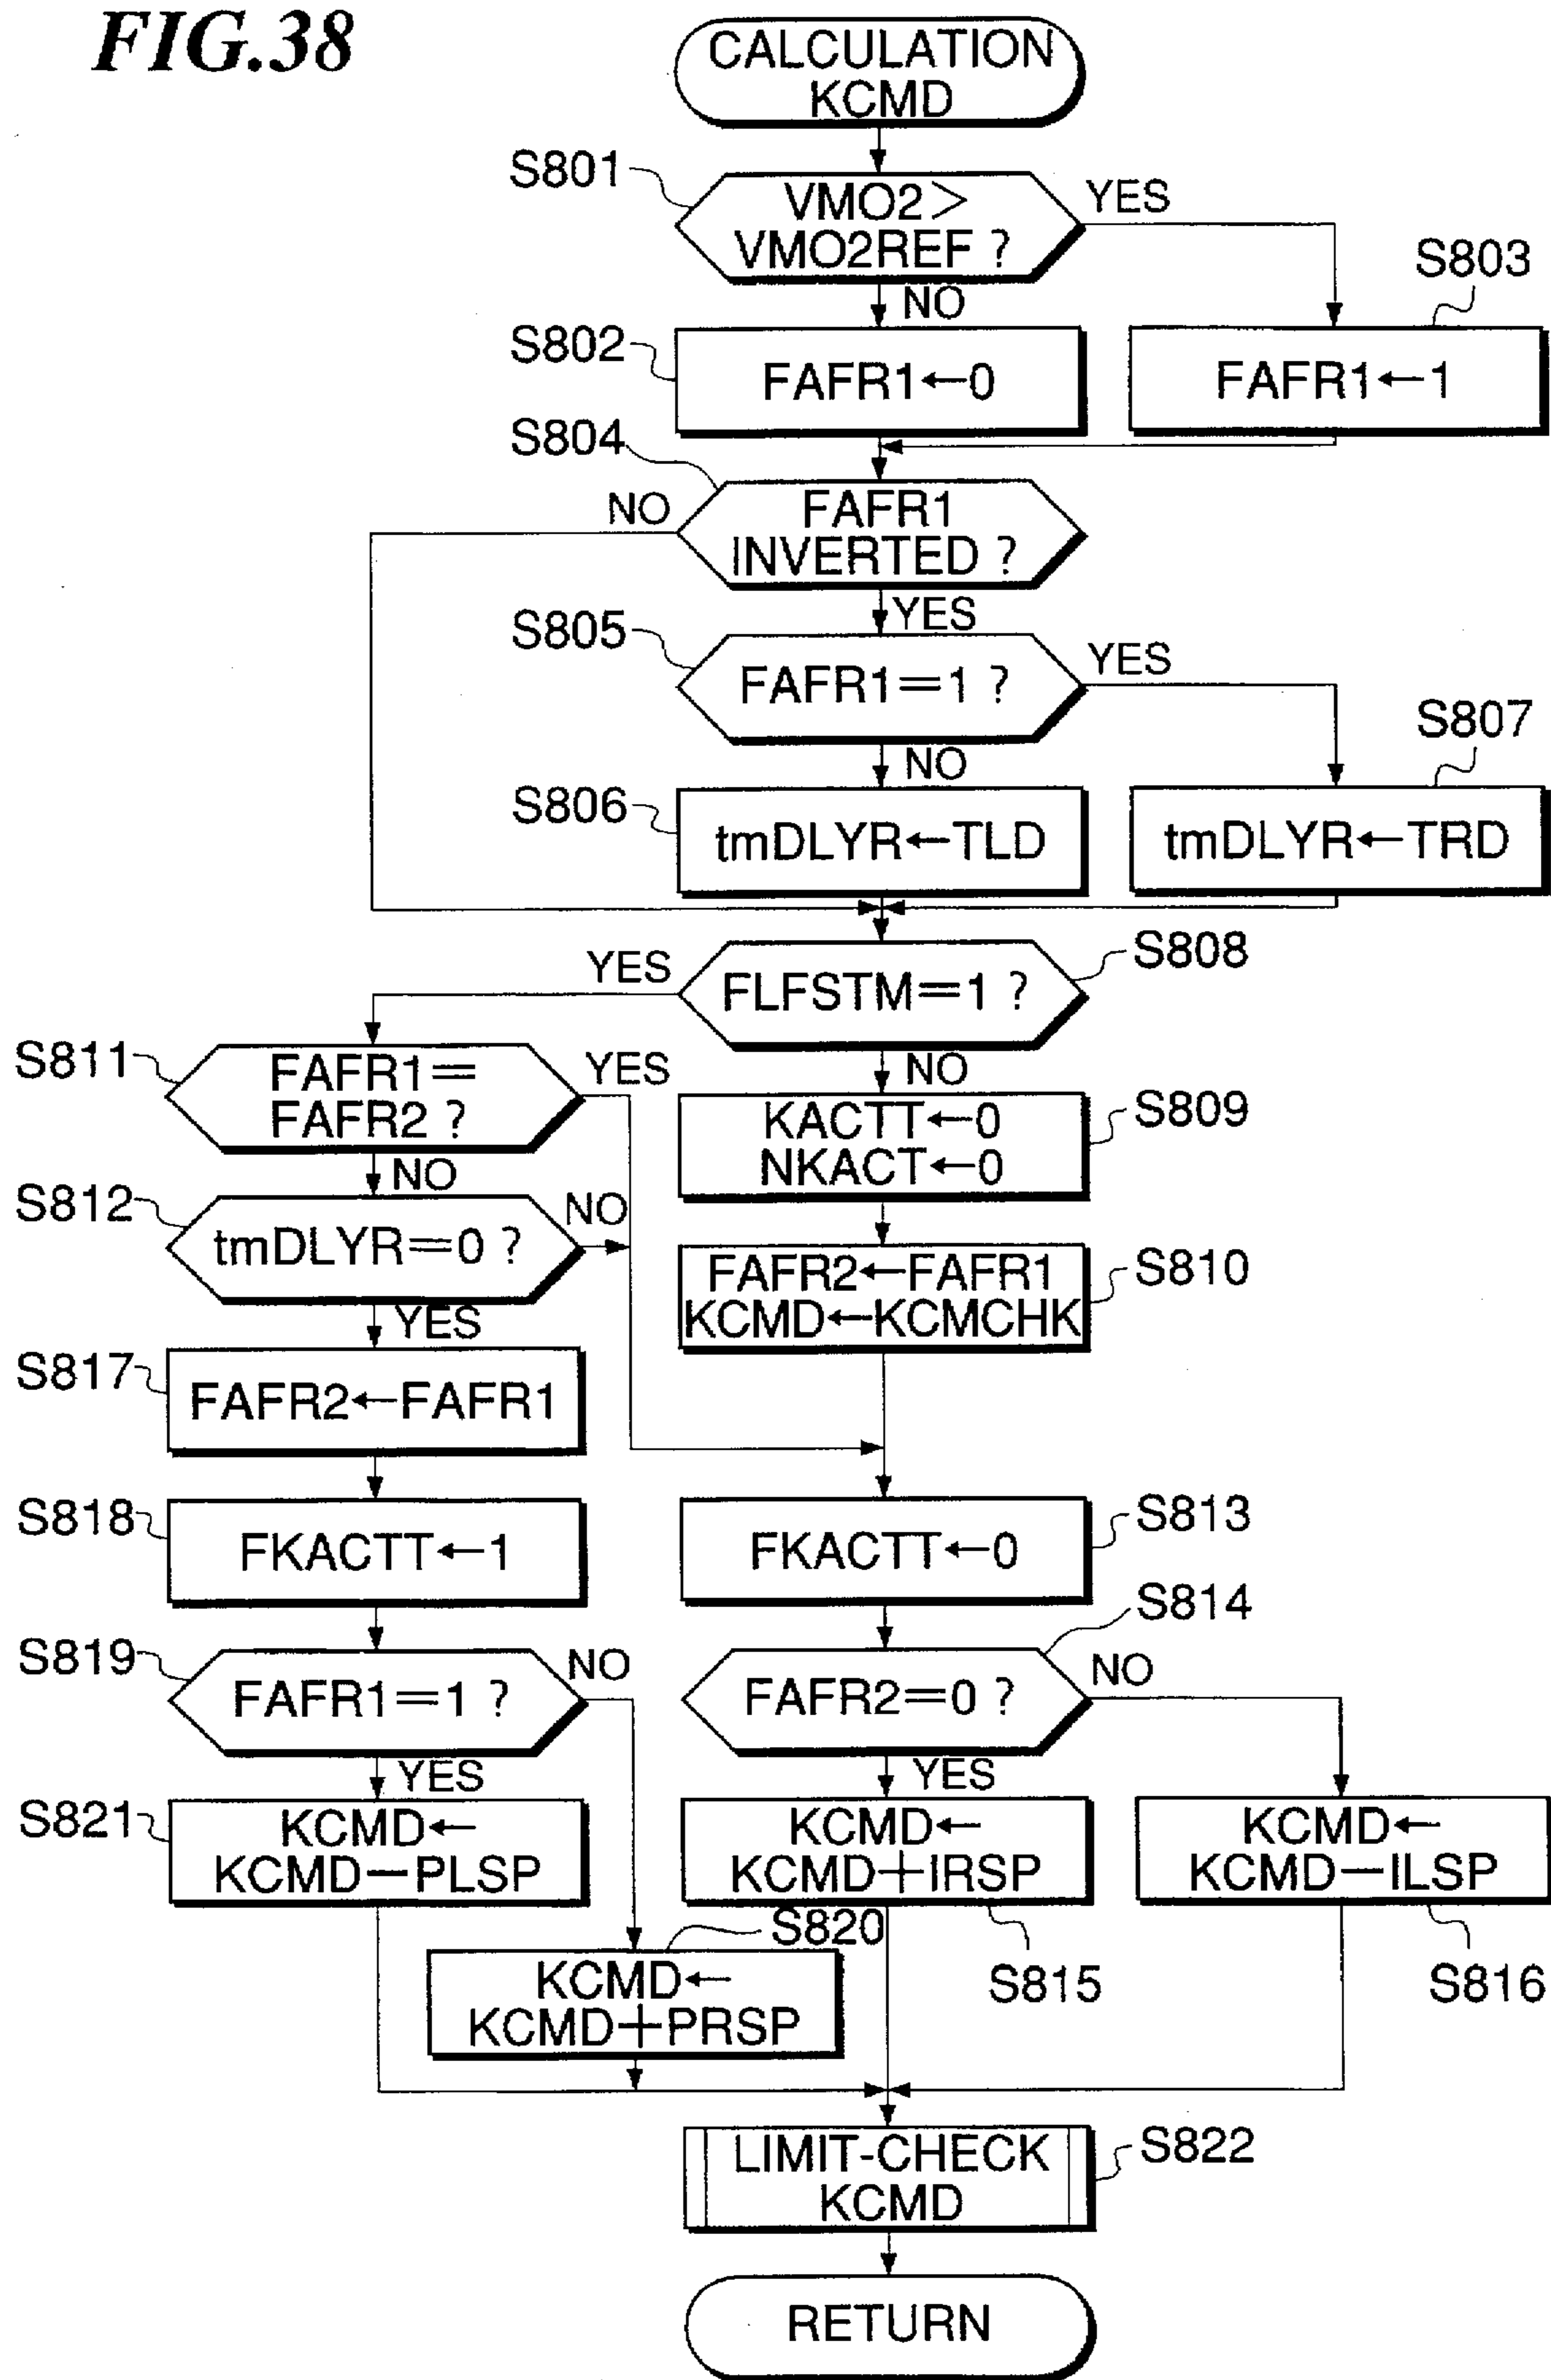 FIG.38
CALCULATION
KCMD
S801
VMO2>
VMO2REF ?
YES
NO
S803
S802
FAFR1←0
FAFR1←1
S804
NO
FAFR1
INVERTED ?
YES
S805
FAFR1=1 ?
YES
NO
S807
S806
tmDLYR←TLD
tmDLYR←TRD
YES
FLFSTM=1 ?
S808
NO
S811
FAFR1=
FAFR2 ?
YES
NO
KACTT←0
NKACT←0
S809
S812
tmDLYR=0 ?
NO
YES
FAFR2←FAFR1
KCMD←KCMCHK
S810
S817
FAFR2←FAFR1
S818
FKACTT←1
FKACTT←0
S813
S814
S819
FAFR1=1 ?
NO
YES
FAFR2=0 ?
NO
YES
S821
KCMD←
KCMD−PLSP
KCMD←
KCMD+IRSP
KCMD←
KCMD−ILSP
S820
KCMD←
KCMD+PRSP
S815
S816
LIMIT-CHECK
KCMD
S822
RETURN